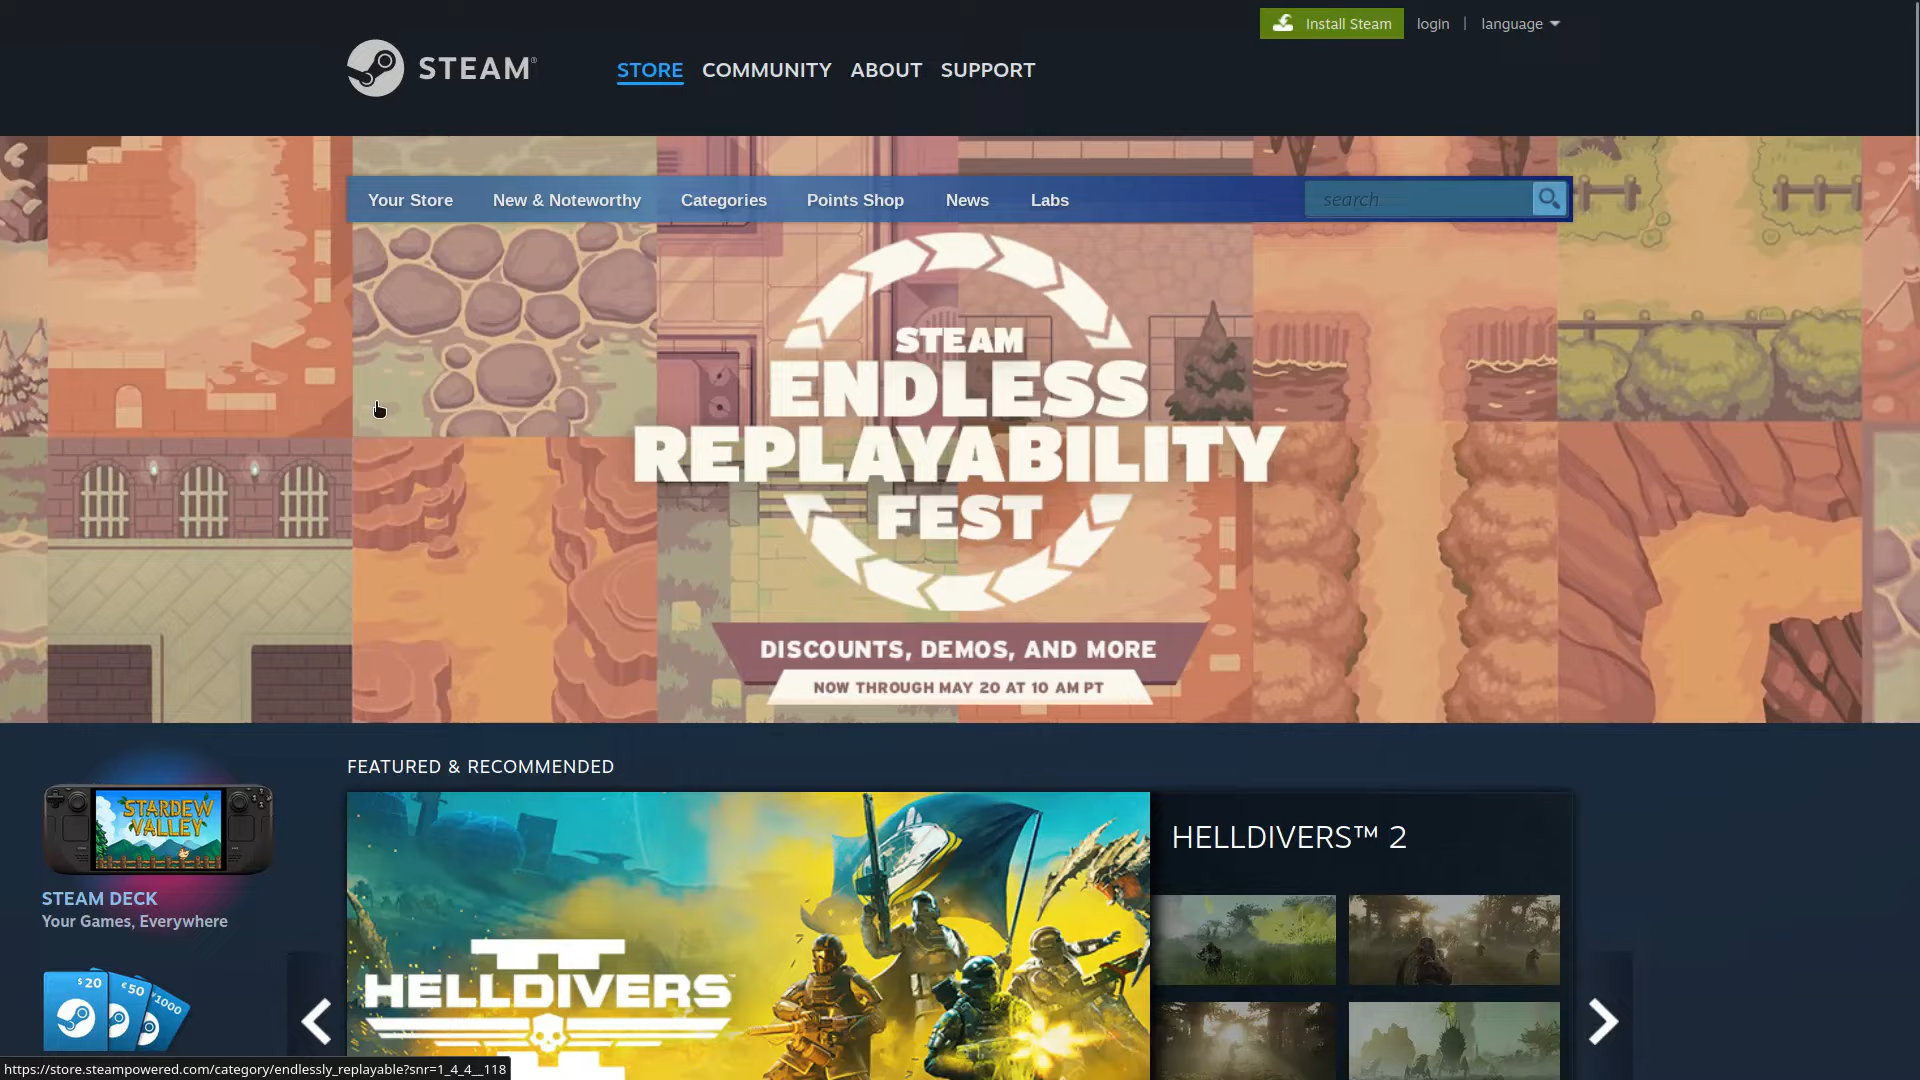 Install Steam
login | language
STEAM®
STORE COMMUNITY ABOUT SUPPORT
Your Store New & Noteworthy Categories Points Shop News Labs
search
STEAM
ENDLESS
REPLAYABILITY
FEST
DISCOUNTS, DEMOS, AND MORE
NOW THROUGH MAY 20 AT 10 AM PT
FEATURED & RECOMMENDED
STARDEW
VALLEY
STEAM DECK
Your Games, Everywhere
$20 €50 ¥1000
HELLDIVERS™ 2
HELLDIVERS™
II
https://store.steampowered.com/category/endlessly_replayable?snr=1_4_4__118